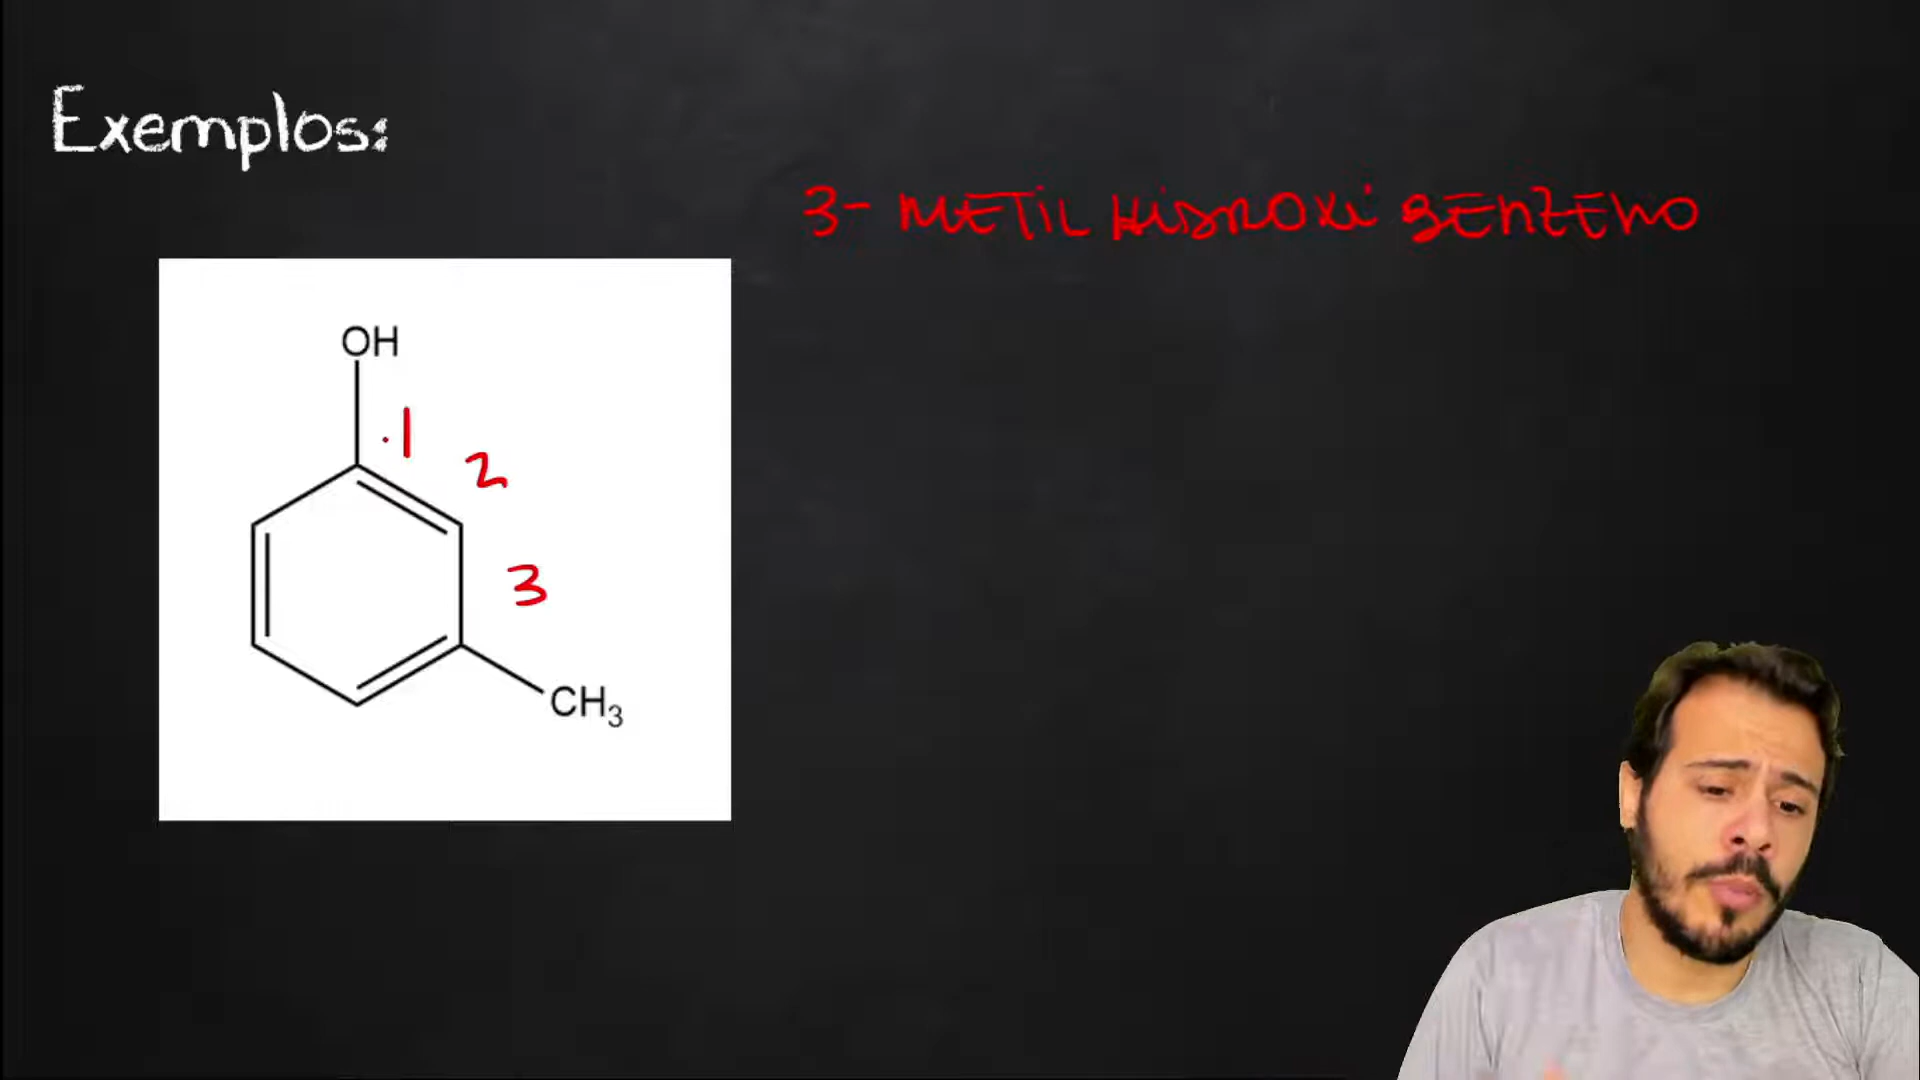 Exemplos:
3- METIL HIDROXI BENZENO
OH
1
2
3
CH3